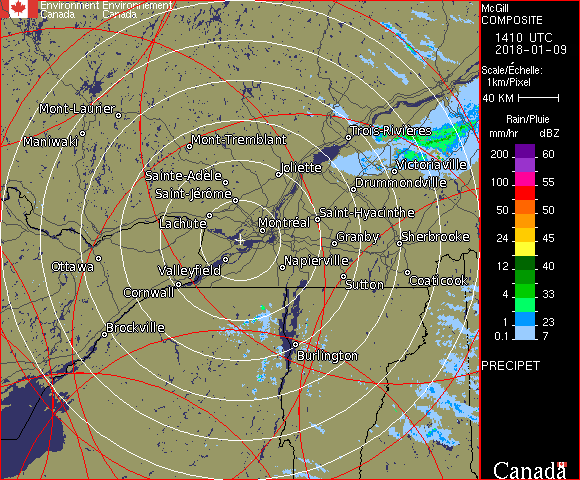 Environment Environnement
Canada Canada
McGill
COMPOSITE
1410 UTC
2018-01-09
Scale/Échelle:
1km/Pixel
40 KM
Rain/Pluie
mm/hr dBZ
200 60
100 55
50 50
24 45
12 40
4 33
1 23
0.1 7
PRECIPET
Canada
Mont-Laurier
Maniwaki
Mont-Tremblant
Trois-Rivières
Sainte-Adèle
Joliette
Victoriaville
Saint-Jérôme
Drummondville
Lachute
Saint-Hyacinthe
Montréal
Granby
Sherbrooke
Ottawa
Valleyfield
Napierville
Cornwall
Sutton
Coaticook
Brockville
Burlington